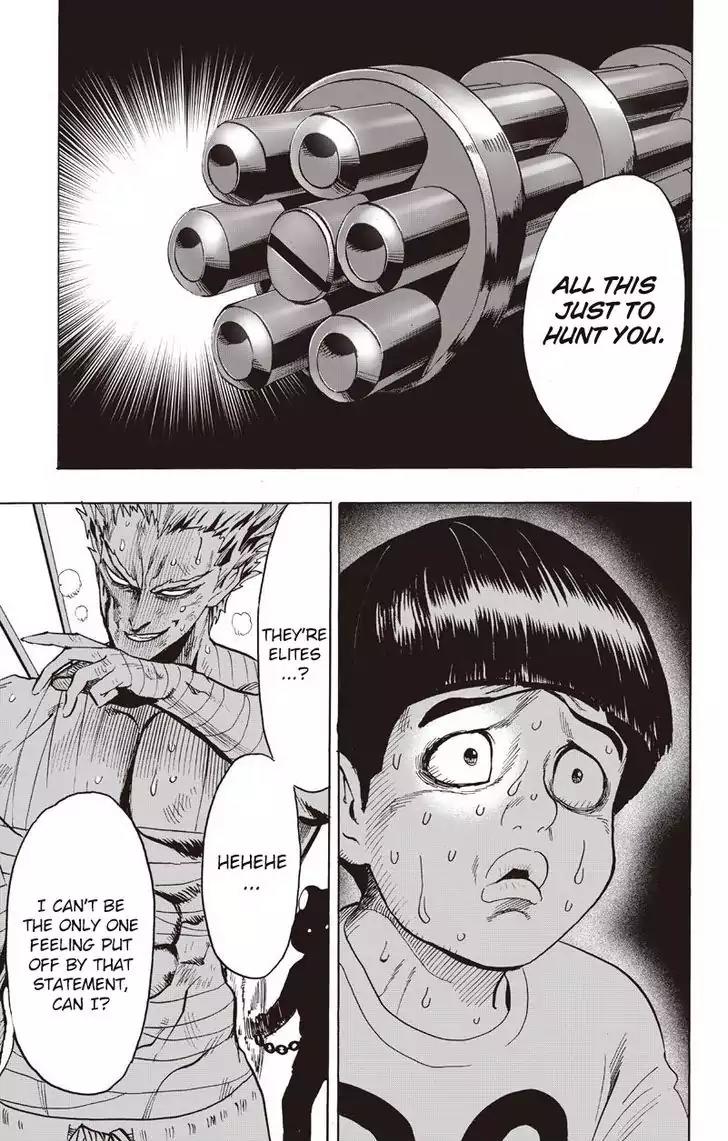 ALL THIS
JUST TO
HUNT YOU.
THEY'RE
ELITES
...?
HEHEHE
...
I CAN'T BE
THE ONLY ONE
FEELING PUT
OFF BY THAT
STATEMENT,
CAN I?